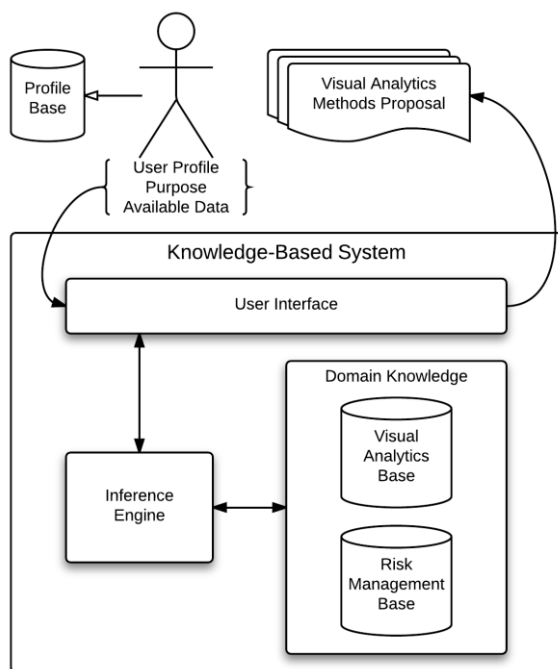 Profile
Base
Visual Analytics
Methods Proposal
User Profile
Purpose
Available Data
Knowledge-Based System
User Interface
Domain Knowledge
Visual
Analytics
Base
Inference
Engine
Risk
Management
Base